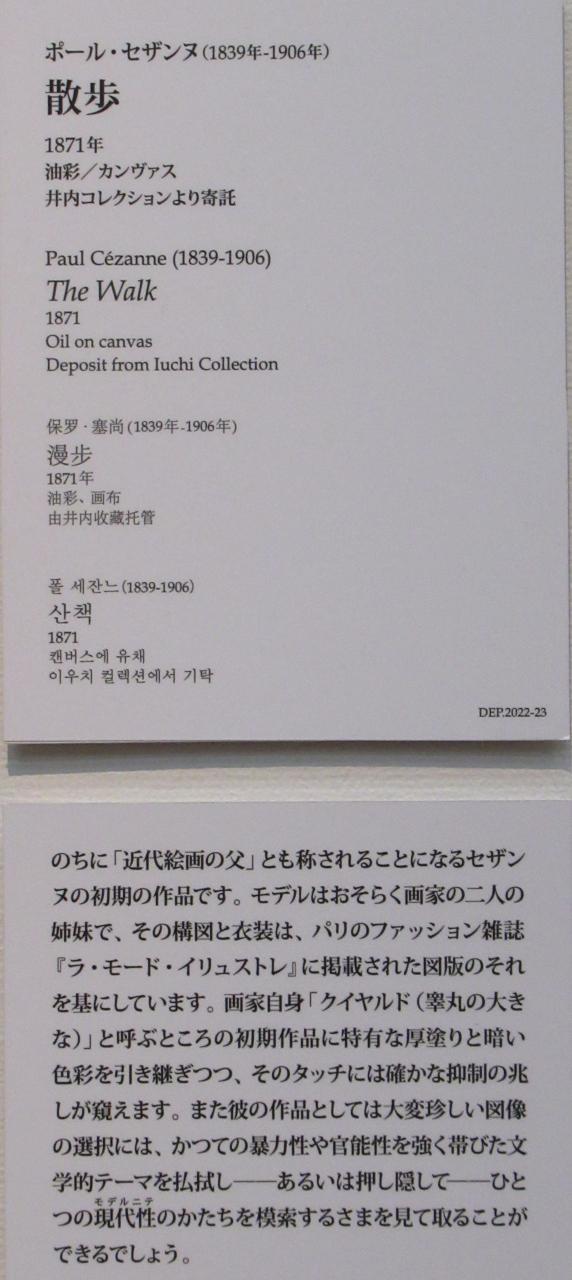 ポール・セザンヌ(1839年-1906年)
散歩
1871年
油彩／カンヴァス
井内コレクションより寄託
Paul Cézanne (1839-1906)
The Walk
1871
Oil on canvas
Deposit from Iuchi Collection
保罗·塞尚(1839年-1906年)
漫步
1871年
油彩、画布
由井内收藏托管
폴 세잔느(1839-1906)
산책
1871
캔버스에 유채
이우치 컬렉션에서 기탁
DEP.2022-23
のちに「近代絵画の父」とも称されることになるセザン
ヌの初期の作品です。モデルはおそらく画家の二人の
姉妹で、その構図と衣装は、パリのファッション雑誌
『ラ・モード・イリュストレ』に掲載された図版のそれ
を基にしています。画家自身「クイヤルド（睾丸の大き
な）」と呼ぶところの初期作品に特有な厚塗りと暗い
色彩を引き継ぎつつ、そのタッチには確かな抑制の兆
しが窺えます。また彼の作品としては大変珍しい図像
の選択には、かつての暴力性や官能性を強く帯びた文
学的テーマを払拭し──あるいは押し隠して──ひと
モデルニテ
つの現代性のかたちを模索するさまを見て取ることが
できるでしょう。